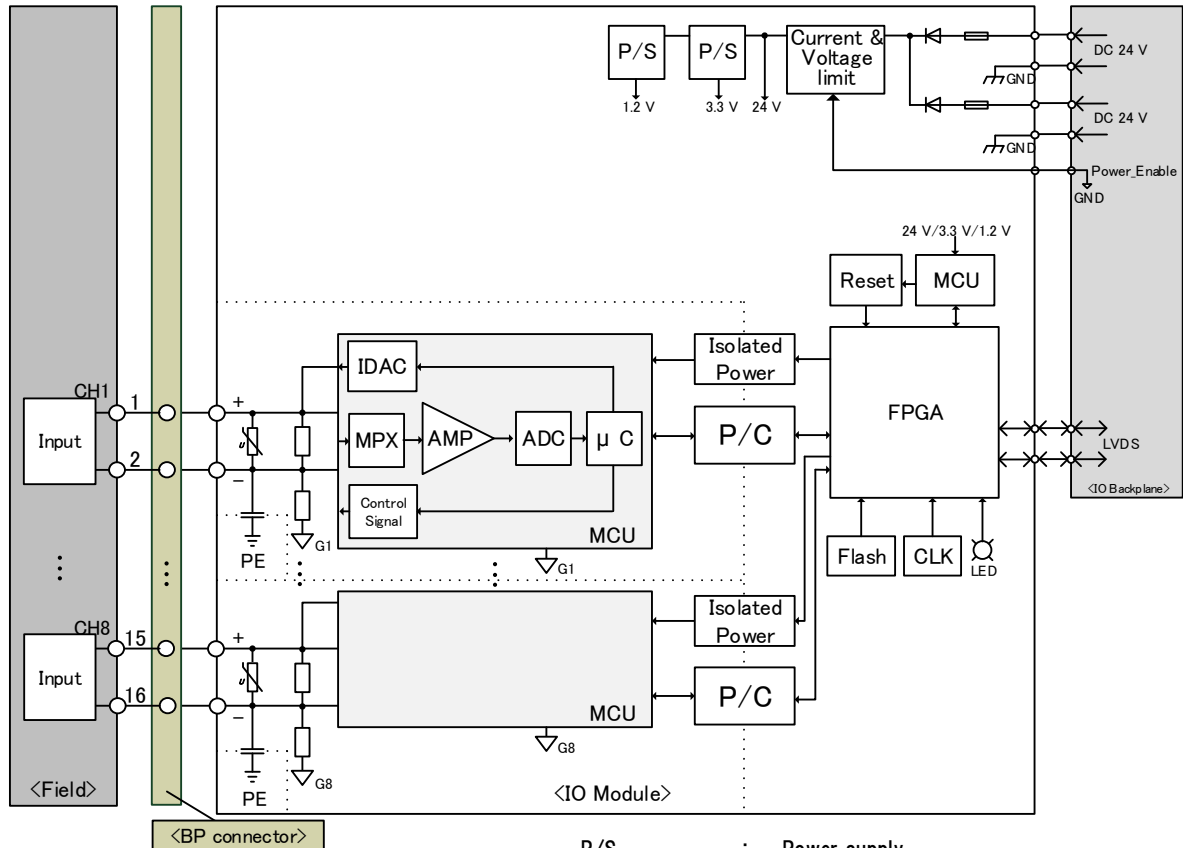 P/S
P/S
Current &
Voltage
limit
DC 24 V
GND
1.2 V
3.3 V
24 V
DC 24 V
GND
Power_Enable
GND
24 V/3.3 V/1.2 V
Reset
MCU
Isolated
Power
IDAC
CH1
1
+
FPGA
Input
MPX
AMP
ADC
μ C
P/C
LVDS
2
−
<IO Backplane>
Control
Signal
MCU
G1
PE
G1
Flash
CLK
LED
Isolated
Power
CH8
15
+
Input
P/C
16
−
MCU
G8
G8
PE
<Field>
<IO Module>
<BP connector>
P/S : Power supply